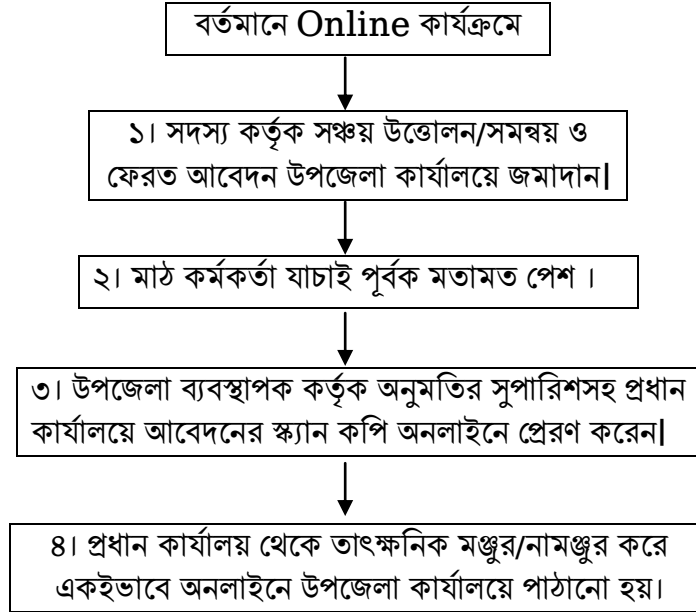 বর্তমানে Online কার্যক্রমে
১। সদস্য কর্তৃক সঞ্চয় উত্তোলন/সমন্বয় ও
ফেরত আবেদন উপজেলা কার্যালয়ে জমাদান|
২। মাঠ কর্মকর্তা যাচাই পূর্বক মতামত পেশ ।
৩। উপজেলা ব্যবস্থাপক কর্তৃক অনুমতির সুপারিশসহ প্রধান
কার্যালয়ে আবেদনের স্ক্যান কপি অনলাইনে প্রেরণ করেন|
৪। প্রধান কার্যালয় থেকে তাৎক্ষনিক মঞ্জুর/নামঞ্জুর করে
একইভাবে অনলাইনে উপজেলা কার্যালয়ে পাঠানো হয়।